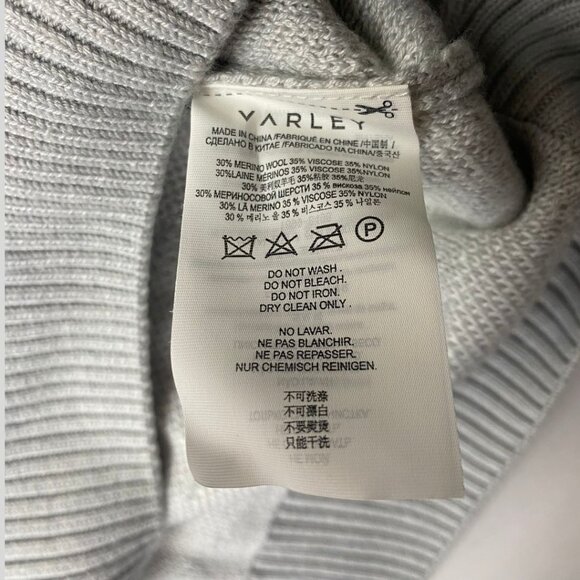 VARLEY
MADE IN CHINA /FABRIQUÉ EN CHINE /中国制 /
СДЕЛАНО В КИТАЕ /FABRICADO NA CHINA/중국산
30% MERINO WOOL 35% VISCOSE 35% NYLON
30%LAINE MÉRINOS 35%VISCOSE 35%NYLON
30% 美利奴羊毛 35%粘胶 35%尼龙
30% МЕРИНОСОВОЙ ШЕРСТИ 35 % вискоза 35% нейлон
30% LÃ MERINO 35 % VISCOSE 35% NYLON
30 % 메리노 울 35 % 비스코스 35 % 나일론
P
DO NOT WASH .
DO NOT BLEACH.
DO NOT IRON.
DRY CLEAN ONLY .
NO LAVAR.
NE PAS BLANCHIR.
NE PAS REPASSER.
NUR CHEMISCH REINIGEN.
不可洗涤
不可漂白
不要熨烫
只能干洗